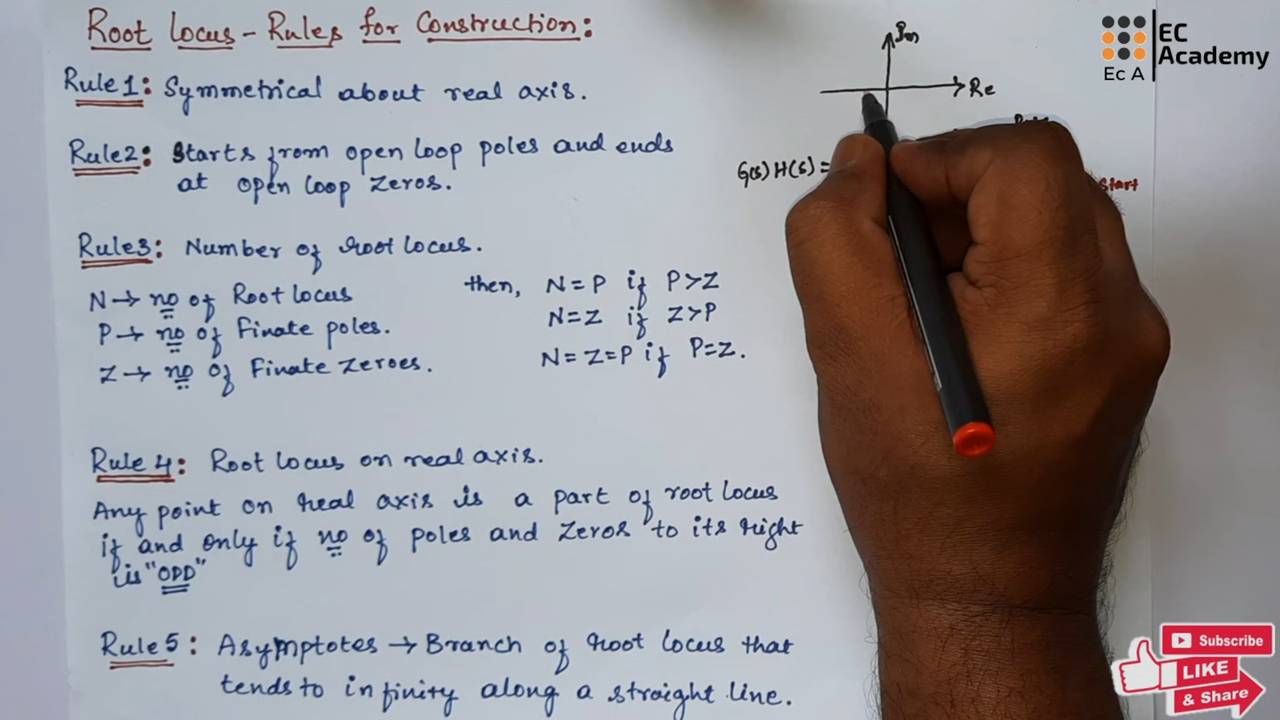 Root locus - Rules for Construction:
Rule 1: Symmetrical about real axis.
Rule 2: Starts from open loop poles and ends
at open loop zeros.
Rule 3: Number of root locus.
N → no of Root locus
P → no of Finate poles.
Z → no of Finate zeroes.
then, N = P if P > Z
N = Z if Z > P
N = Z = P if P = Z.
Rule 4: Root locus on real axis.
Any point on real axis is a part of root locus
if and only if no of poles and zeros to its right
is "ODD"
Rule 5: Asymptotes → Branch of root locus that
tends to infinity along a straight line.
Im
Re
G(s) H(s) =
Start
EC
Academy
Ec A
Subscribe
LIKE
& Share